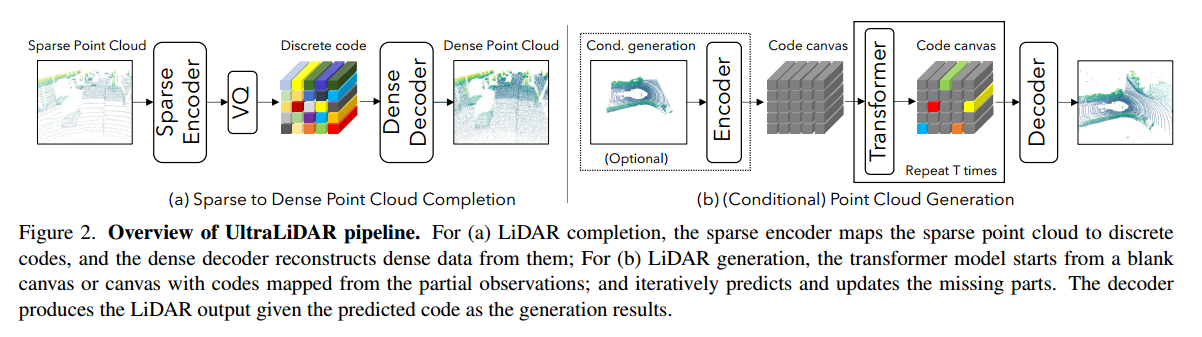 Sparse Point Cloud
Sparse
Encoder
VQ
Discrete code
Dense
Decoder
Dense Point Cloud
(a) Sparse to Dense Point Cloud Completion
Cond. generation
(Optional)
Encoder
Code canvas
Transformer
Code canvas
Repeat T times
Decoder
(b) (Conditional) Point Cloud Generation
Figure 2. Overview of UltraLiDAR pipeline. For (a) LiDAR completion, the sparse encoder maps the sparse point cloud to discrete
codes, and the dense decoder reconstructs dense data from them; For (b) LiDAR generation, the transformer model starts from a blank
canvas or canvas with codes mapped from the partial observations; and iteratively predicts and updates the missing parts. The decoder
produces the LiDAR output given the predicted code as the generation results.